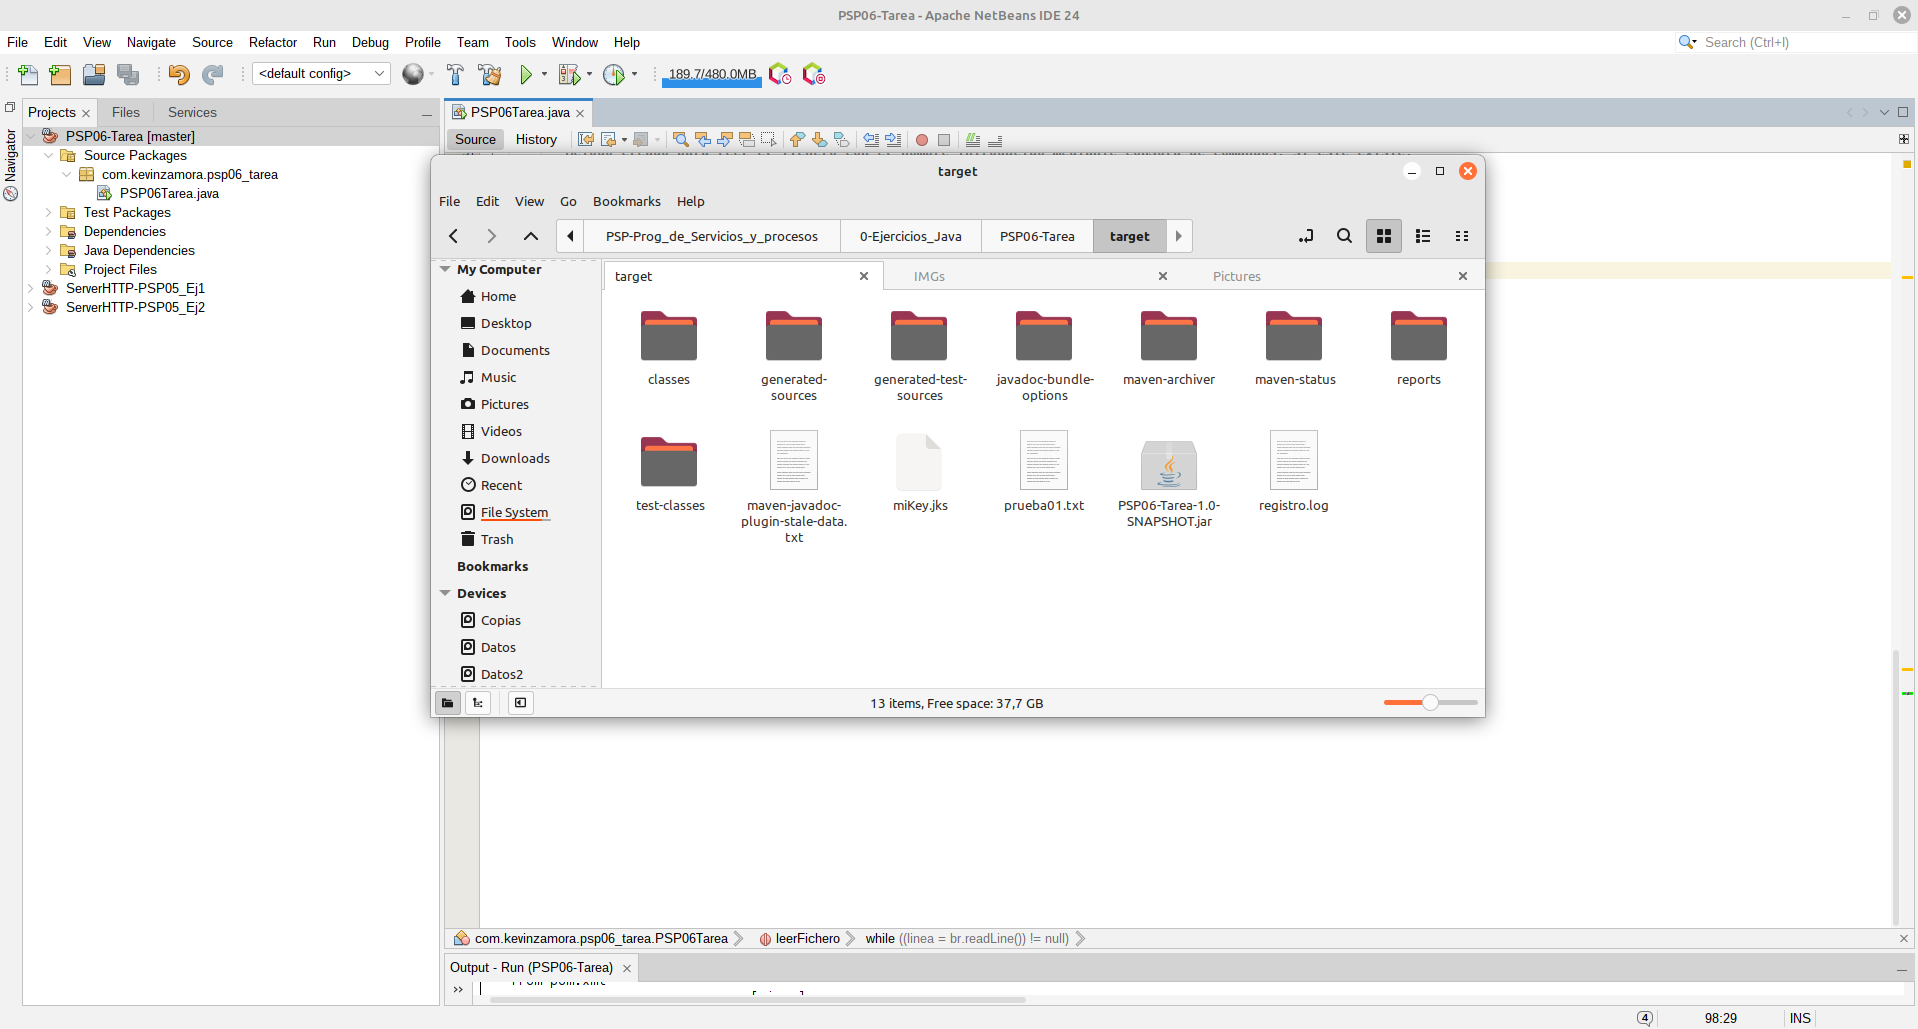 PSP06-Tarea - Apache NetBeans IDE 24
File Edit View Navigate Source Refactor Run Debug Profile Team Tools Window Help
Search (Ctrl+I)
<default config>
189.7/480.0MB
Projects Files Services
PSP06Tarea.java
Navigator
PSP06-Tarea [master]
Source Packages
com.kevinzamora.psp06_tarea
PSP06Tarea.java
Test Packages
Dependencies
Java Dependencies
Project Files
ServerHTTP-PSP05_Ej1
ServerHTTP-PSP05_Ej2
Source History
target
File Edit View Go Bookmarks Help
PSP-Prog_de_Servicios_y_procesos 0-Ejercicios_Java PSP06-Tarea target
My Computer
Home
Desktop
Documents
Music
Pictures
Videos
Downloads
Recent
File System
Trash
Bookmarks
Devices
Copias
Datos
Datos2
target IMGs Pictures
classes
generated-
sources
generated-test-
sources
javadoc-bundle-
options
maven-archiver
maven-status
reports
test-classes
maven-javadoc-
plugin-stale-data.
txt
miKey.jks
prueba01.txt
PSP06-Tarea-1.0-
SNAPSHOT.jar
registro.log
13 items, Free space: 37,7 GB
com.kevinzamora.psp06_tarea.PSP06Tarea leerFichero while ((linea = br.readLine()) != null)
Output - Run (PSP06-Tarea)
from pom.xml
4 98:29 INS